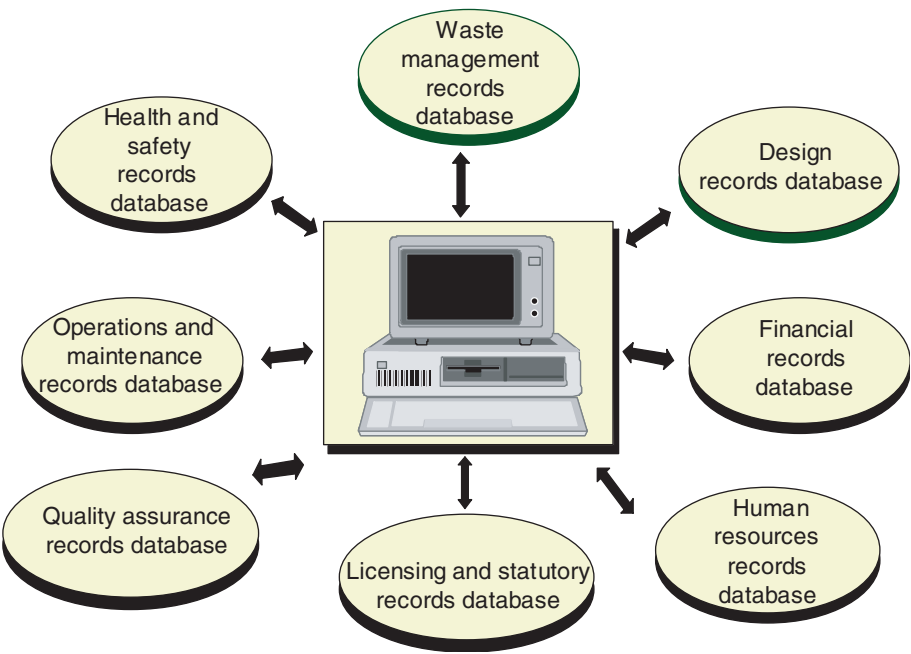 Waste
management
records
database
Health and
safety
records
database
Design
records database
Operations and
maintenance
records database
Financial
records
database
Quality assurance
records database
Licensing and statutory
records database
Human
resources
records
database